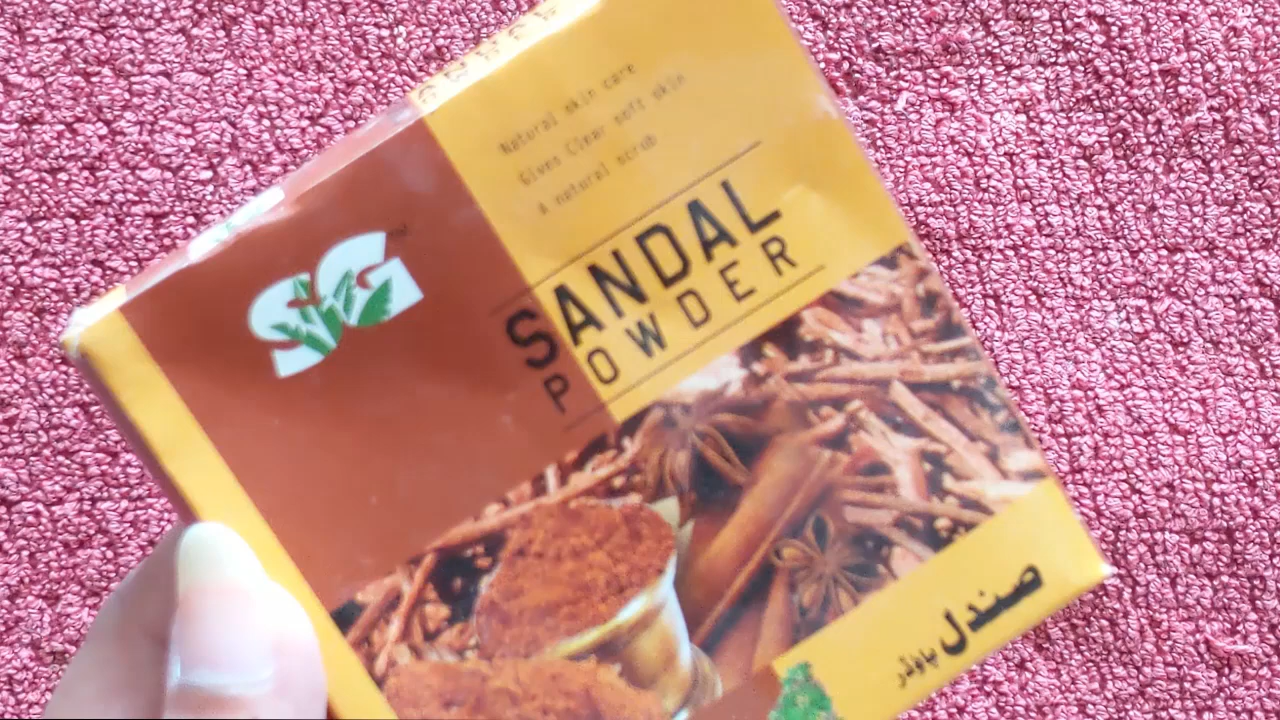 Natural skin care
Gives Clear soft skin
A natural scrub
SG
SANDAL
POWDER
صندل پاؤڈر